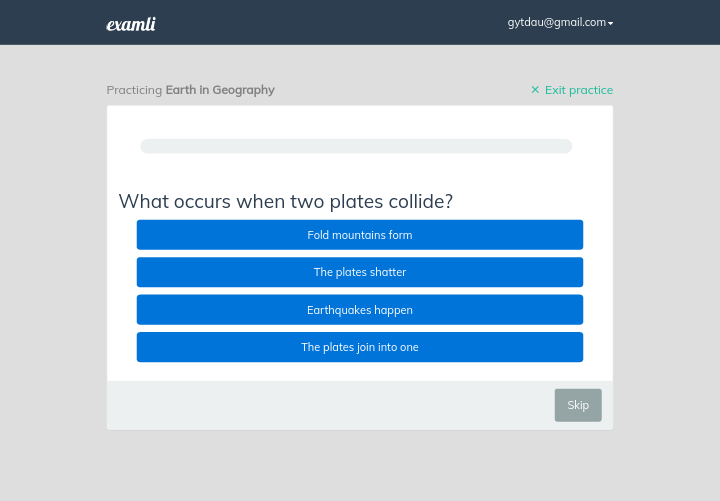 examli
gytdau@gmail.com
Practicing Earth in Geography
✕ Exit practice
What occurs when two plates collide?
Fold mountains form
The plates shatter
Earthquakes happen
The plates join into one
Skip